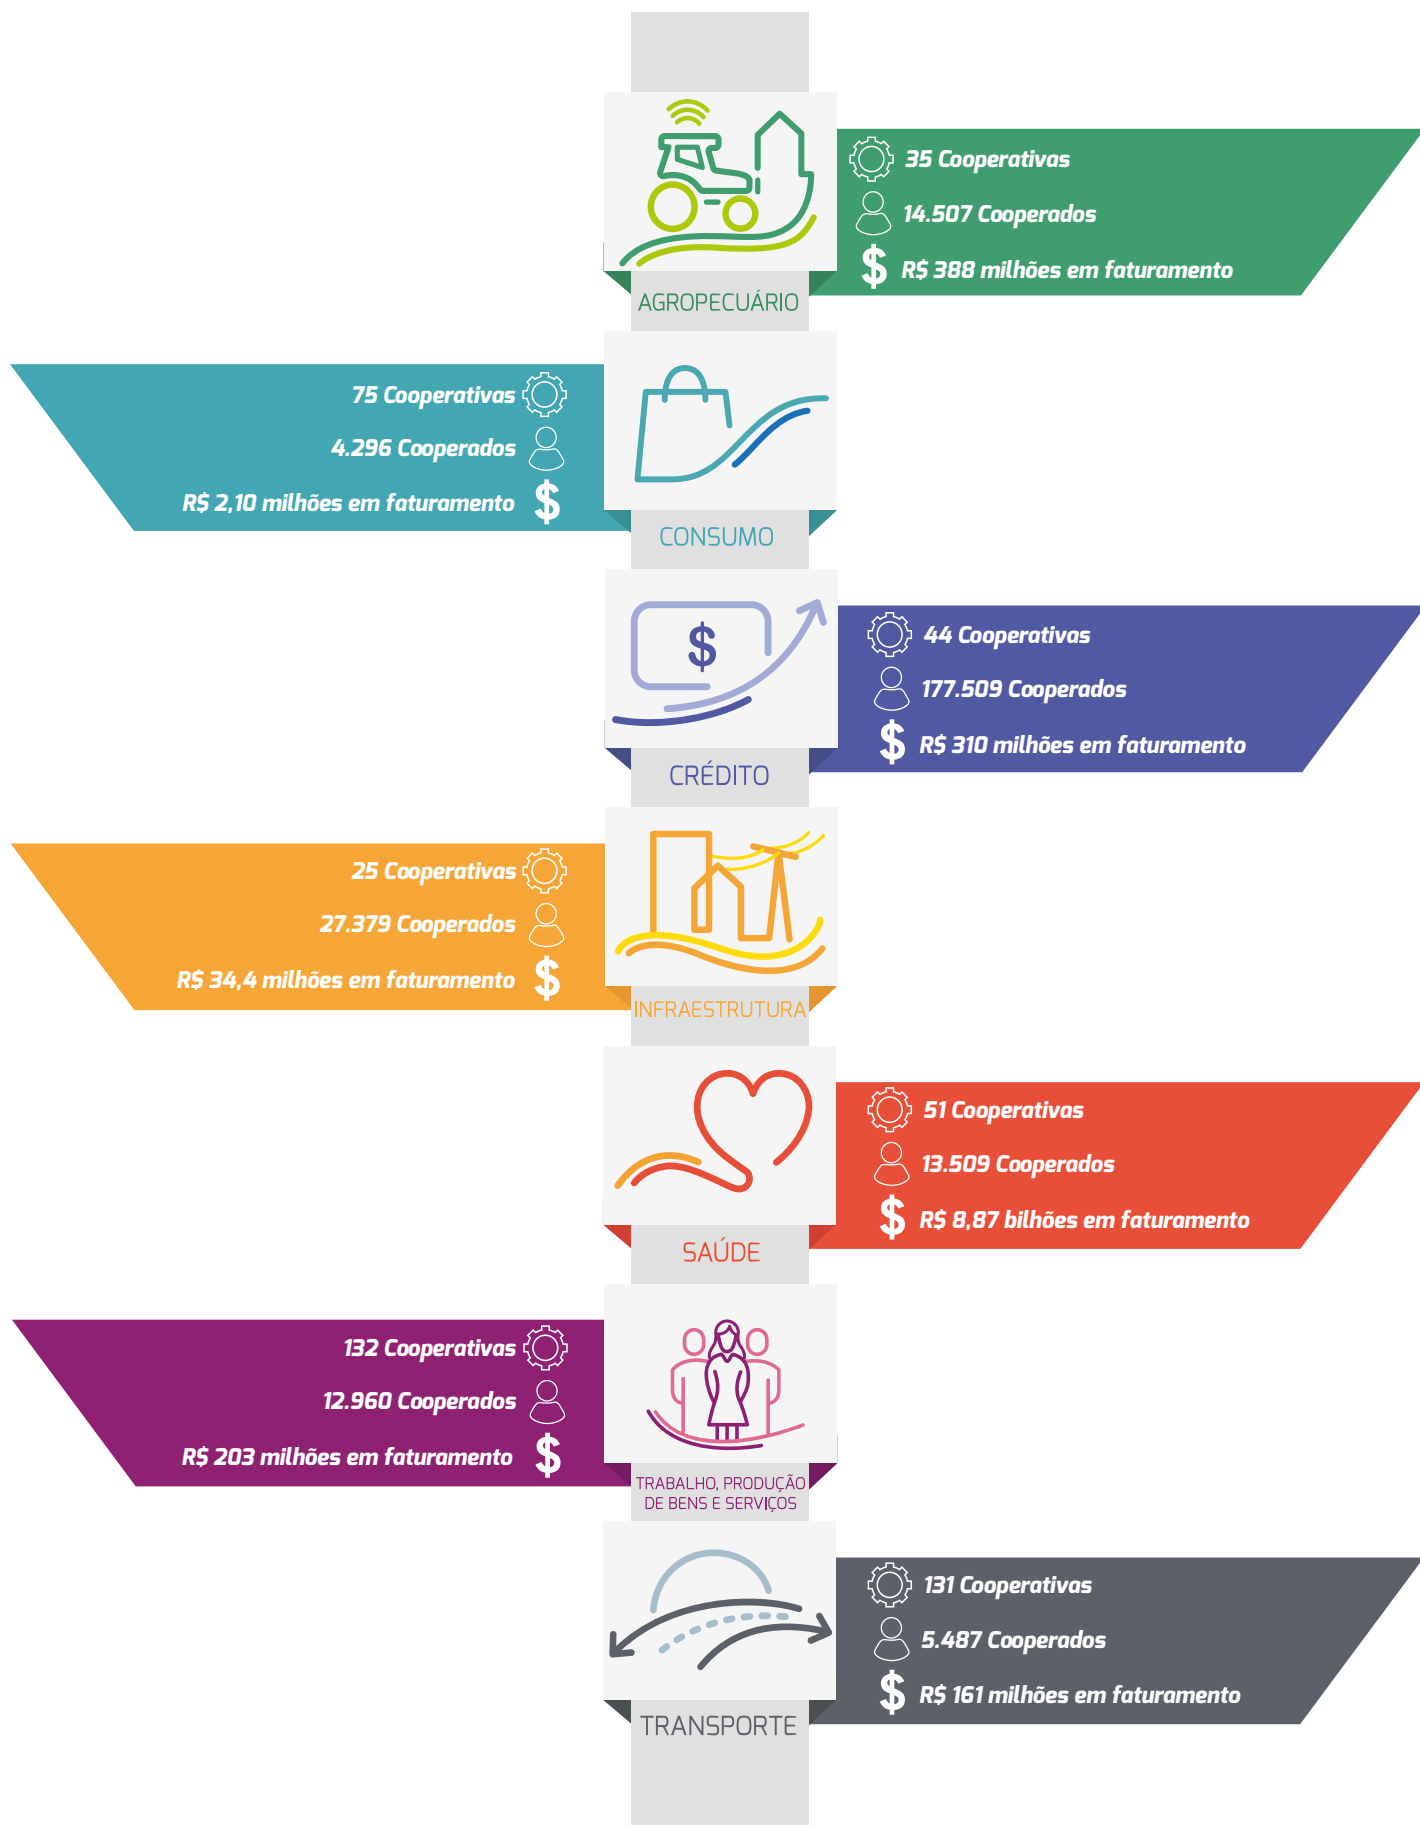 35 Cooperativas
14.507 Cooperados
$ R$ 388 milhões em faturamento
AGROPECUÁRIO
75 Cooperativas
4.296 Cooperados
R$ 2,10 milhões em faturamento $
CONSUMO
$
44 Cooperativas
177.509 Cooperados
$ R$ 310 milhões em faturamento
CRÉDITO
25 Cooperativas
27.379 Cooperados
R$ 34,4 milhões em faturamento $
INFRAESTRUTURA
51 Cooperativas
13.509 Cooperados
$ R$ 8,87 bilhões em faturamento
SAÚDE
132 Cooperativas
12.960 Cooperados
R$ 203 milhões em faturamento $
TRABALHO, PRODUÇÃO
DE BENS E SERVIÇOS
131 Cooperativas
5.487 Cooperados
$ R$ 161 milhões em faturamento
TRANSPORTE